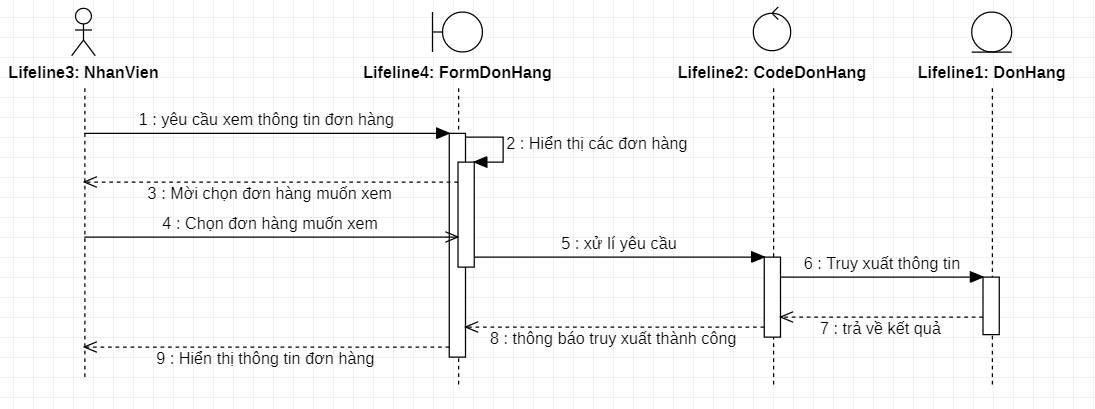 Lifeline3: NhanVien
Lifeline4: FormDonHang
Lifeline2: CodeDonHang
Lifeline1: DonHang
1 : yêu cầu xem thông tin đơn hàng
2 : Hiển thị các đơn hàng
3 : Mời chọn đơn hàng muốn xem
4 : Chọn đơn hàng muốn xem
5 : xử lí yêu cầu
6 : Truy xuất thông tin
7 : trả về kết quả
8 : thông báo truy xuất thành công
9 : Hiển thị thông tin đơn hàng